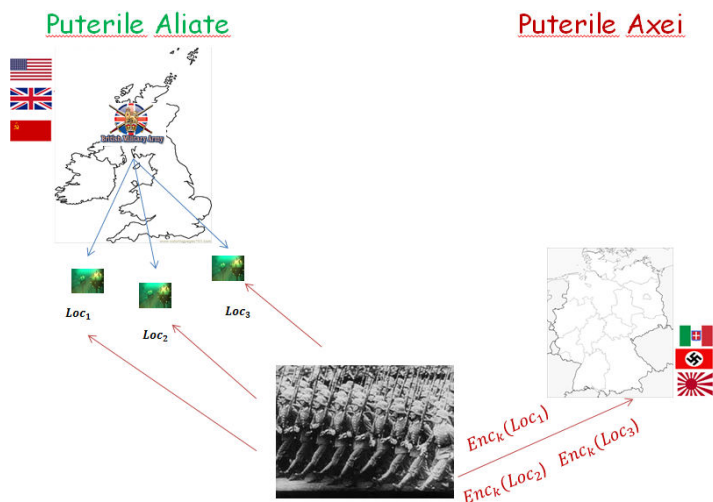 Puterile Aliate
Puterile Axei
British Military Army
Loc₁
Loc₂
Loc₃
Encₖ(Loc₁)
Encₖ(Loc₂) Encₖ(Loc₃)